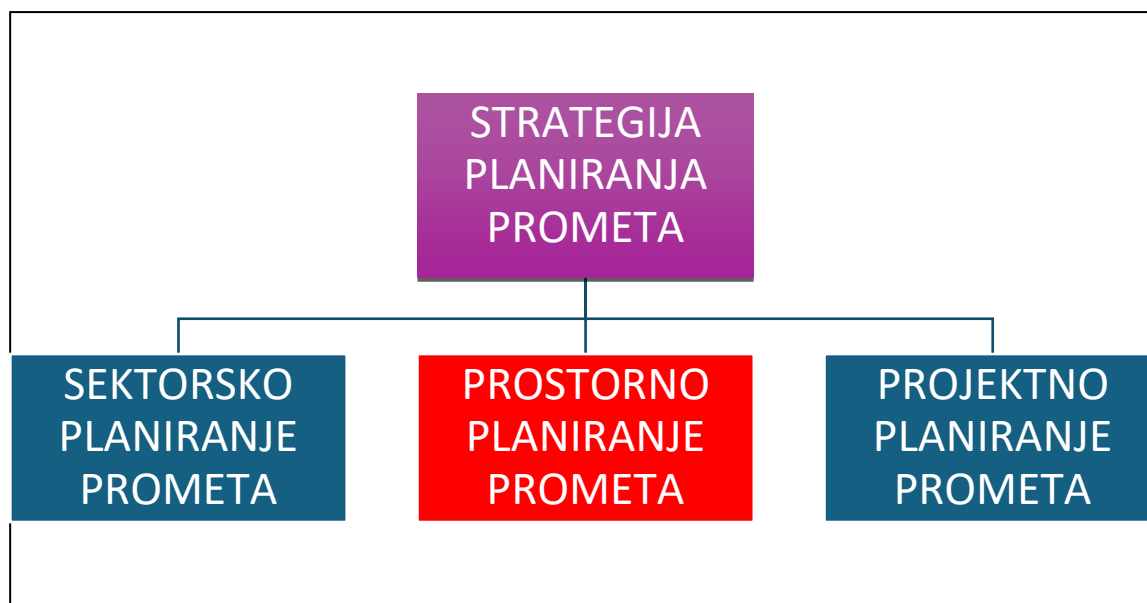 STRATEGIJA
PLANIRANJA
PROMETA
SEKTORSKO
PLANIRANJE
PROMETA
PROSTORNO
PLANIRANJE
PROMETA
PROJEKTNO
PLANIRANJE
PROMETA